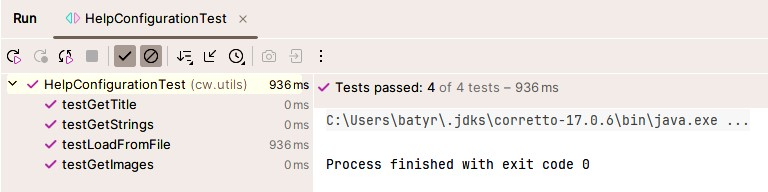 Run HelpConfigurationTest ×
HelpConfigurationTest (cw.utils) 936 ms
testGetTitle 0 ms
testGetStrings 0 ms
testLoadFromFile 936 ms
testGetImages 0 ms
Tests passed: 4 of 4 tests – 936 ms
C:\Users\batyr\.jdks\corretto-17.0.6\bin\java.exe ...
Process finished with exit code 0